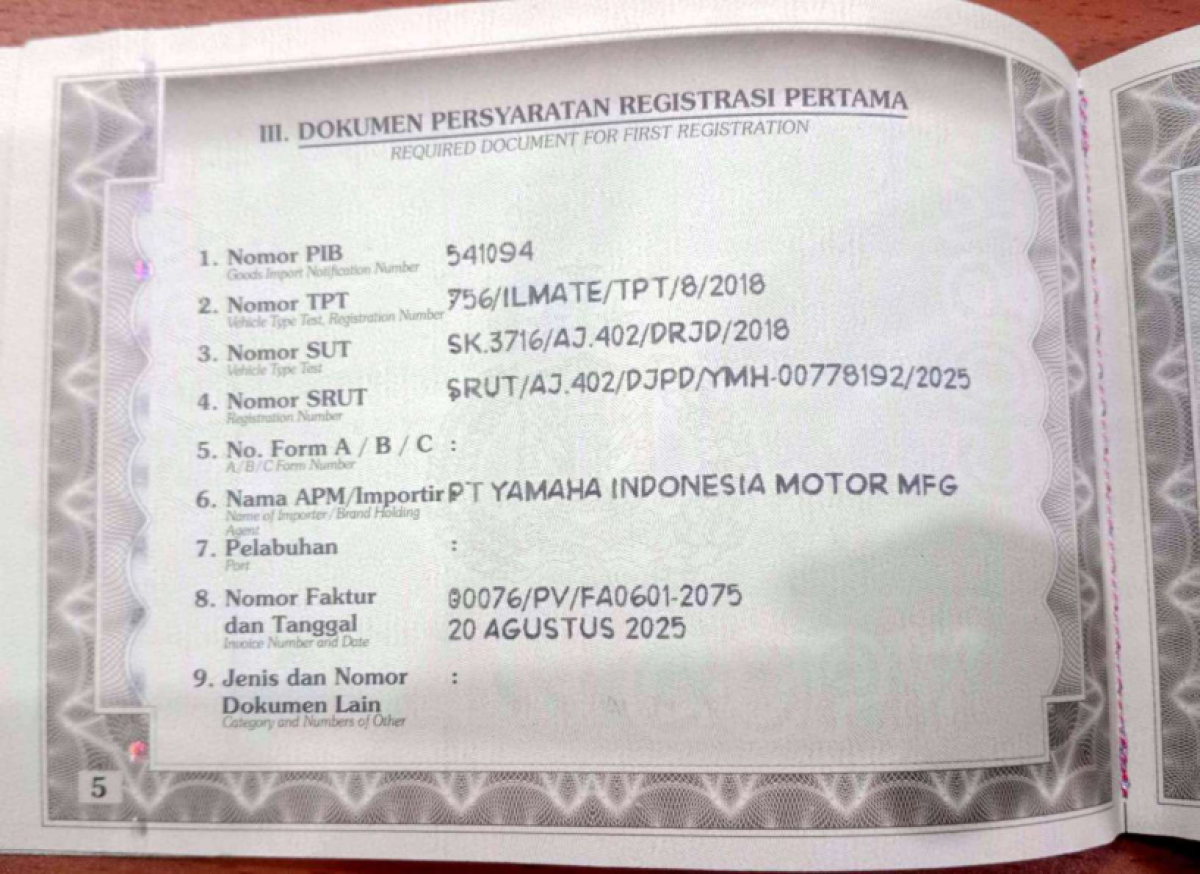 III. DOKUMEN PERSYARATAN REGISTRASI PERTAMA
REQUIRED DOCUMENT FOR FIRST REGISTRATION
1. Nomor PIB 541094
Goods Import Notification Number
2. Nomor TPT 756/ILMATE/TPT/8/2018
Vehicle Type Test, Registration Number
3. Nomor SUT SK.3716/AJ.402/DRJD/2018
Vehicle Type Test
4. Nomor SRUT SRUT/AJ.402/DJPD/YMH-00778192/2025
Registration Number
5. No. Form A / B / C :
A/B/C Form Number
6. Nama APM/Importir PT YAMAHA INDONESIA MOTOR MFG
Name of Importer/Brand Holding
Agent
7. Pelabuhan :
Port
8. Nomor Faktur 00076/PV/FA0601-2075
dan Tanggal 20 AGUSTUS 2025
Invoice Number and Date
9. Jenis dan Nomor :
Dokumen Lain
Category and Numbers of Other
5